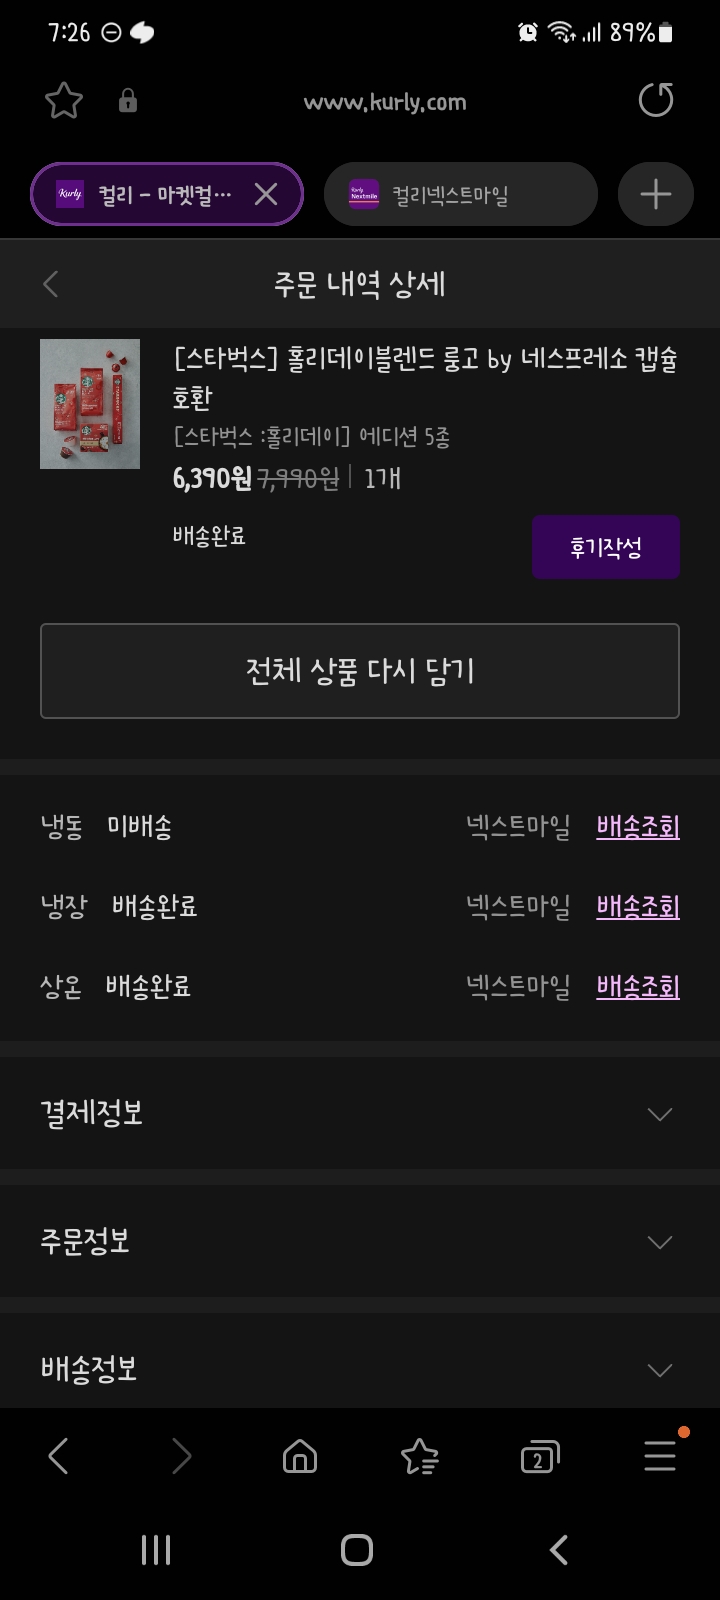 7:26
89%
www.kurly.com
Kurly 컬리 - 마켓컬···
Kurly Nextmile 컬리넥스트마일
주문 내역 상세
[스타벅스] 홀리데이블렌드 룽고 by 네스프레소 캡슐
호환
[스타벅스 :홀리데이] 에디션 5종
6,390원 7,990원 | 1개
배송완료
후기작성
전체 상품 다시 담기
냉동 미배송 넥스트마일 배송조회
냉장 배송완료 넥스트마일 배송조회
상온 배송완료 넥스트마일 배송조회
결제정보
주문정보
배송정보
2